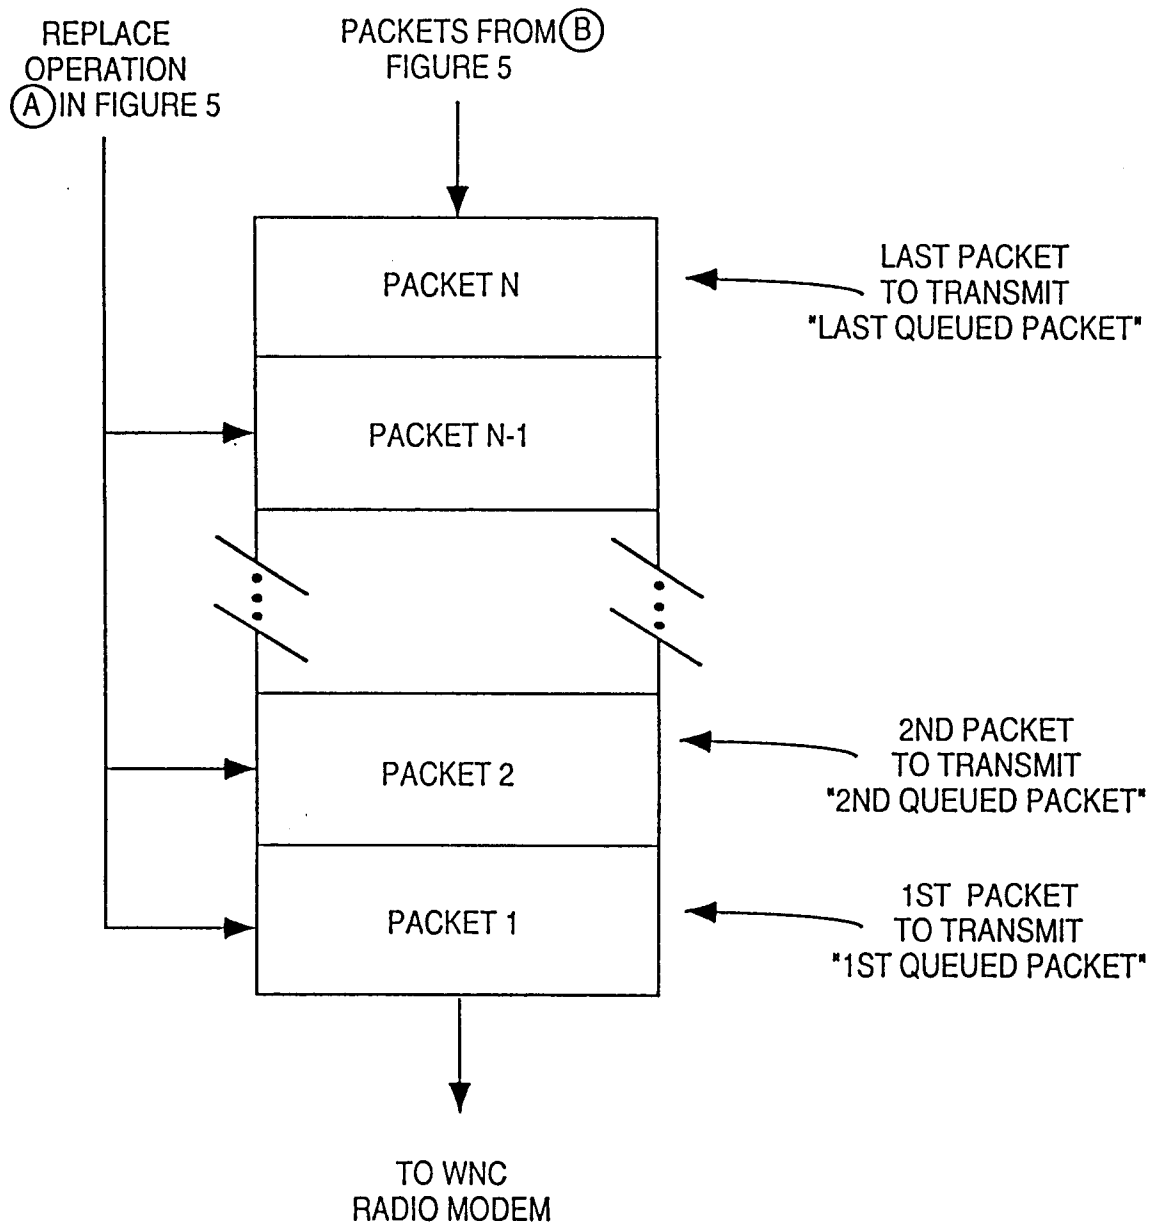 REPLACE
OPERATION
(A) IN FIGURE 5
PACKETS FROM (B)
FIGURE 5
PACKET N
LAST PACKET
TO TRANSMIT
"LAST QUEUED PACKET"
PACKET N-1
PACKET 2
2ND PACKET
TO TRANSMIT
"2ND QUEUED PACKET"
PACKET 1
1ST PACKET
TO TRANSMIT
"1ST QUEUED PACKET"
TO WNC
RADIO MODEM